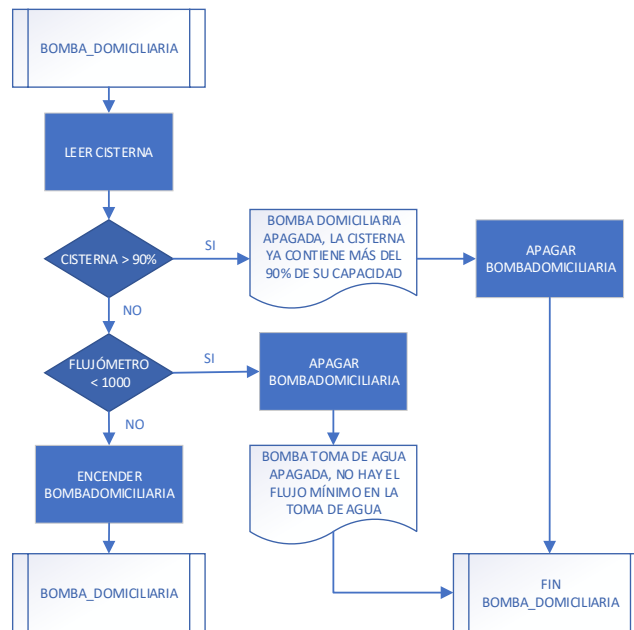 BOMBA_DOMICILIARIA
LEER CISTERNA
CISTERNA > 90%
SI
BOMBA DOMICILIARIA
APAGADA, LA CISTERNA
YA CONTIENE MÁS DEL
90% DE SU CAPACIDAD
APAGAR
BOMBADOMICILIARIA
NO
FLUJÓMETRO
< 1000
SI
APAGAR
BOMBADOMICILIARIA
NO
ENCENDER
BOMBADOMICILIARIA
BOMBA TOMA DE AGUA
APAGADA, NO HAY EL
FLUJO MÍNIMO EN LA
TOMA DE AGUA
BOMBA_DOMICILIARIA
FIN
BOMBA_DOMICILIARIA